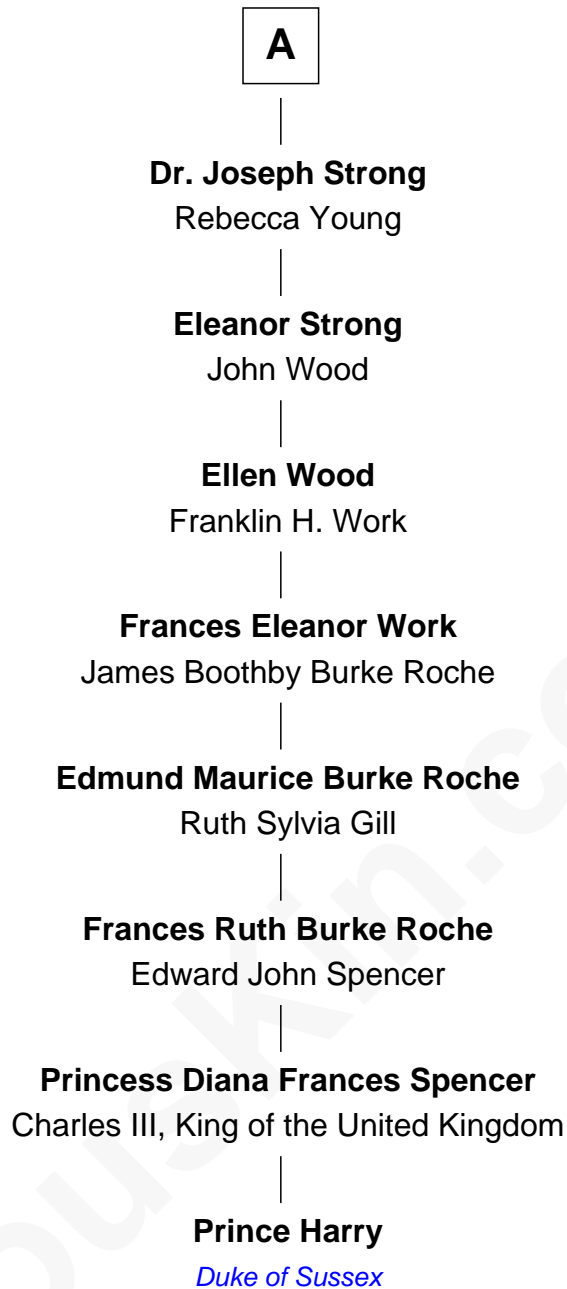 A
Dr. Joseph Strong
Rebecca Young
Eleanor Strong
John Wood
Ellen Wood
Franklin H. Work
Frances Eleanor Work
James Boothby Burke Roche
Edmund Maurice Burke Roche
Ruth Sylvia Gill
Frances Ruth Burke Roche
Edward John Spencer
Princess Diana Frances Spencer
Charles III, King of the United Kingdom
Prince Harry
Duke of Sussex